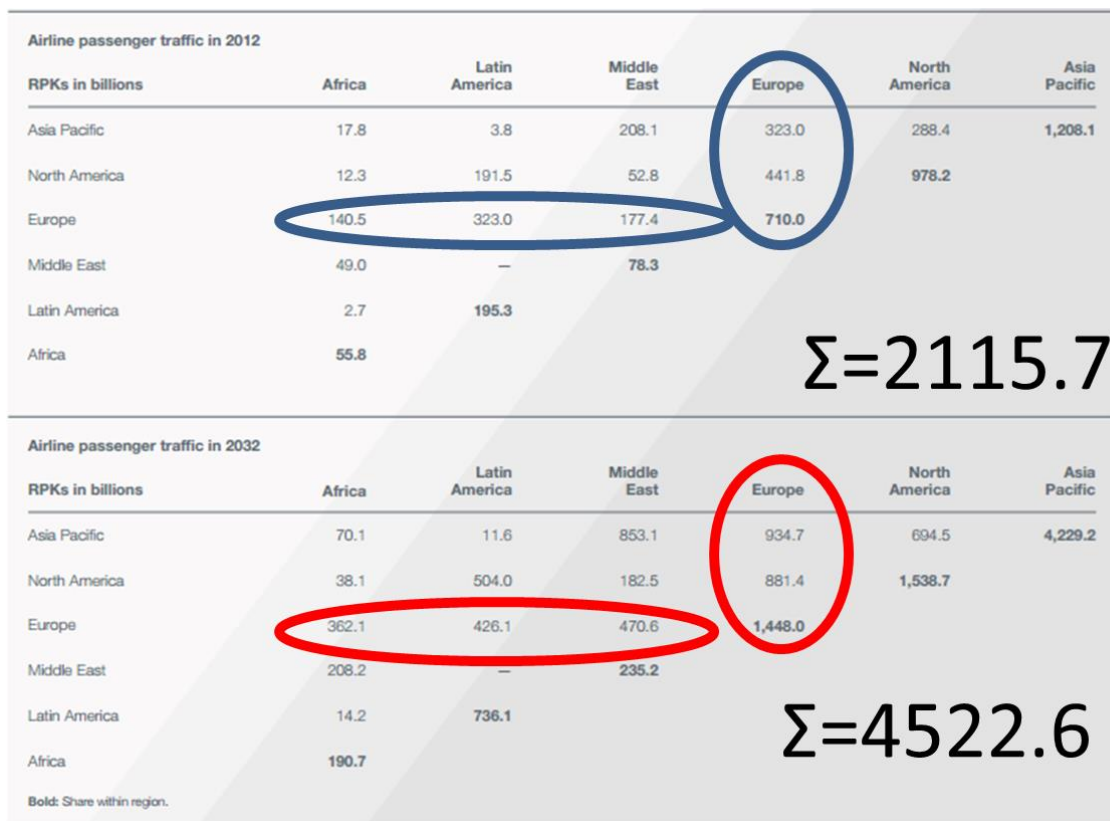 Airline passenger traffic in 2012
RPKs in billions Africa Latin America Middle East Europe North America Asia Pacific
Asia Pacific 17.8 3.8 208.1 323.0 288.4 1,208.1
North America 12.3 191.5 52.8 441.8 978.2
Europe 140.5 323.0 177.4 710.0
Middle East 49.0 — 78.3
Latin America 2.7 195.3
Africa 55.8
Σ=2115.7
Airline passenger traffic in 2032
RPKs in billions Africa Latin America Middle East Europe North America Asia Pacific
Asia Pacific 70.1 11.6 853.1 934.7 694.5 4,229.2
North America 38.1 504.0 182.5 881.4 1,538.7
Europe 362.1 426.1 470.6 1,448.0
Middle East 208.2 — 235.2
Latin America 14.2 736.1
Africa 190.7
Σ=4522.6
Bold: Share within region.